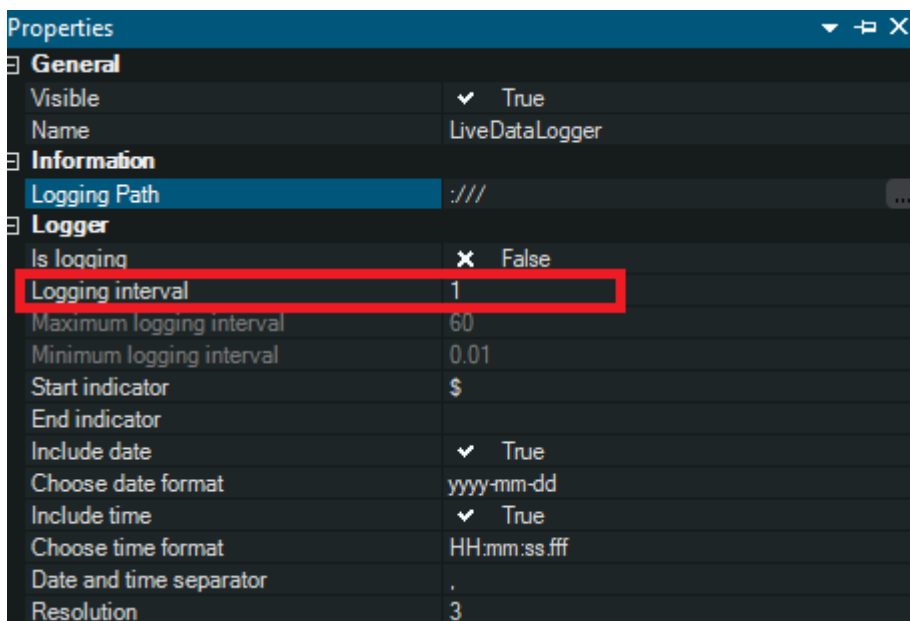 Properties
General
Visible True
Name LiveDataLogger
Information
Logging Path :/// ...
Logger
Is logging False
Logging interval 1
Maximum logging interval 60
Minimum logging interval 0.01
Start indicator $
End indicator
Include date True
Choose date format yyyy-mm-dd
Include time True
Choose time format HH:mm:ss.fff
Date and time separator ,
Resolution 3